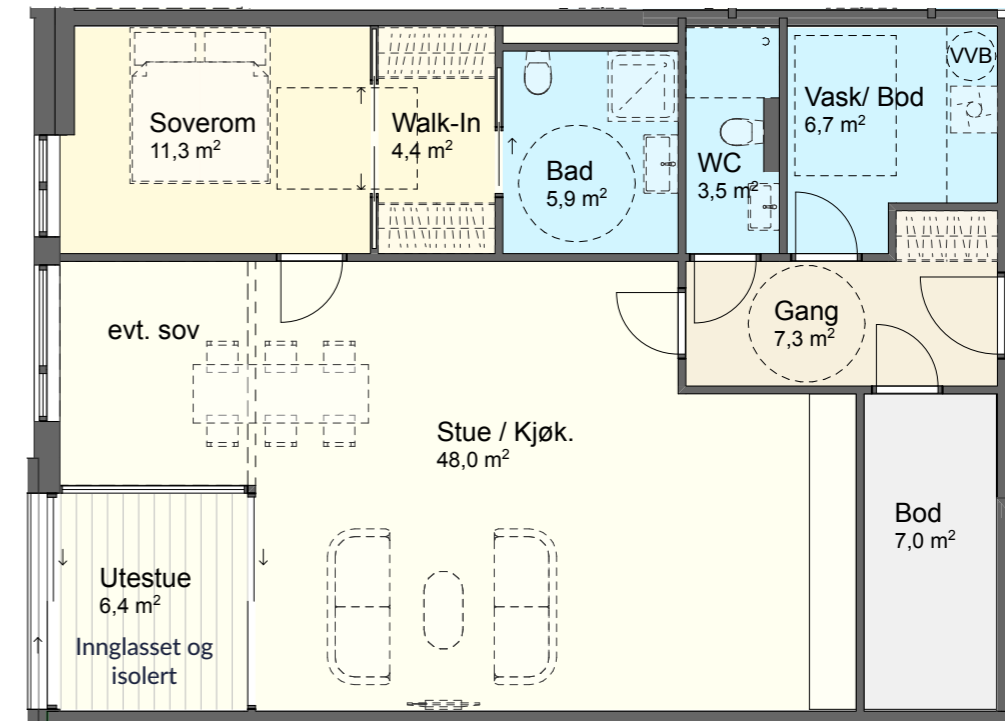 Soverom
11,3 m²
Walk-In
4,4 m²
Bad
5,9 m²
WC
3,5 m²
Vask/ Bod
6,7 m²
VVB
evt. sov
Gang
7,3 m²
Stue / Kjøk.
48,0 m²
Bod
7,0 m²
Utestue
6,4 m²
Innglasset og
isolert